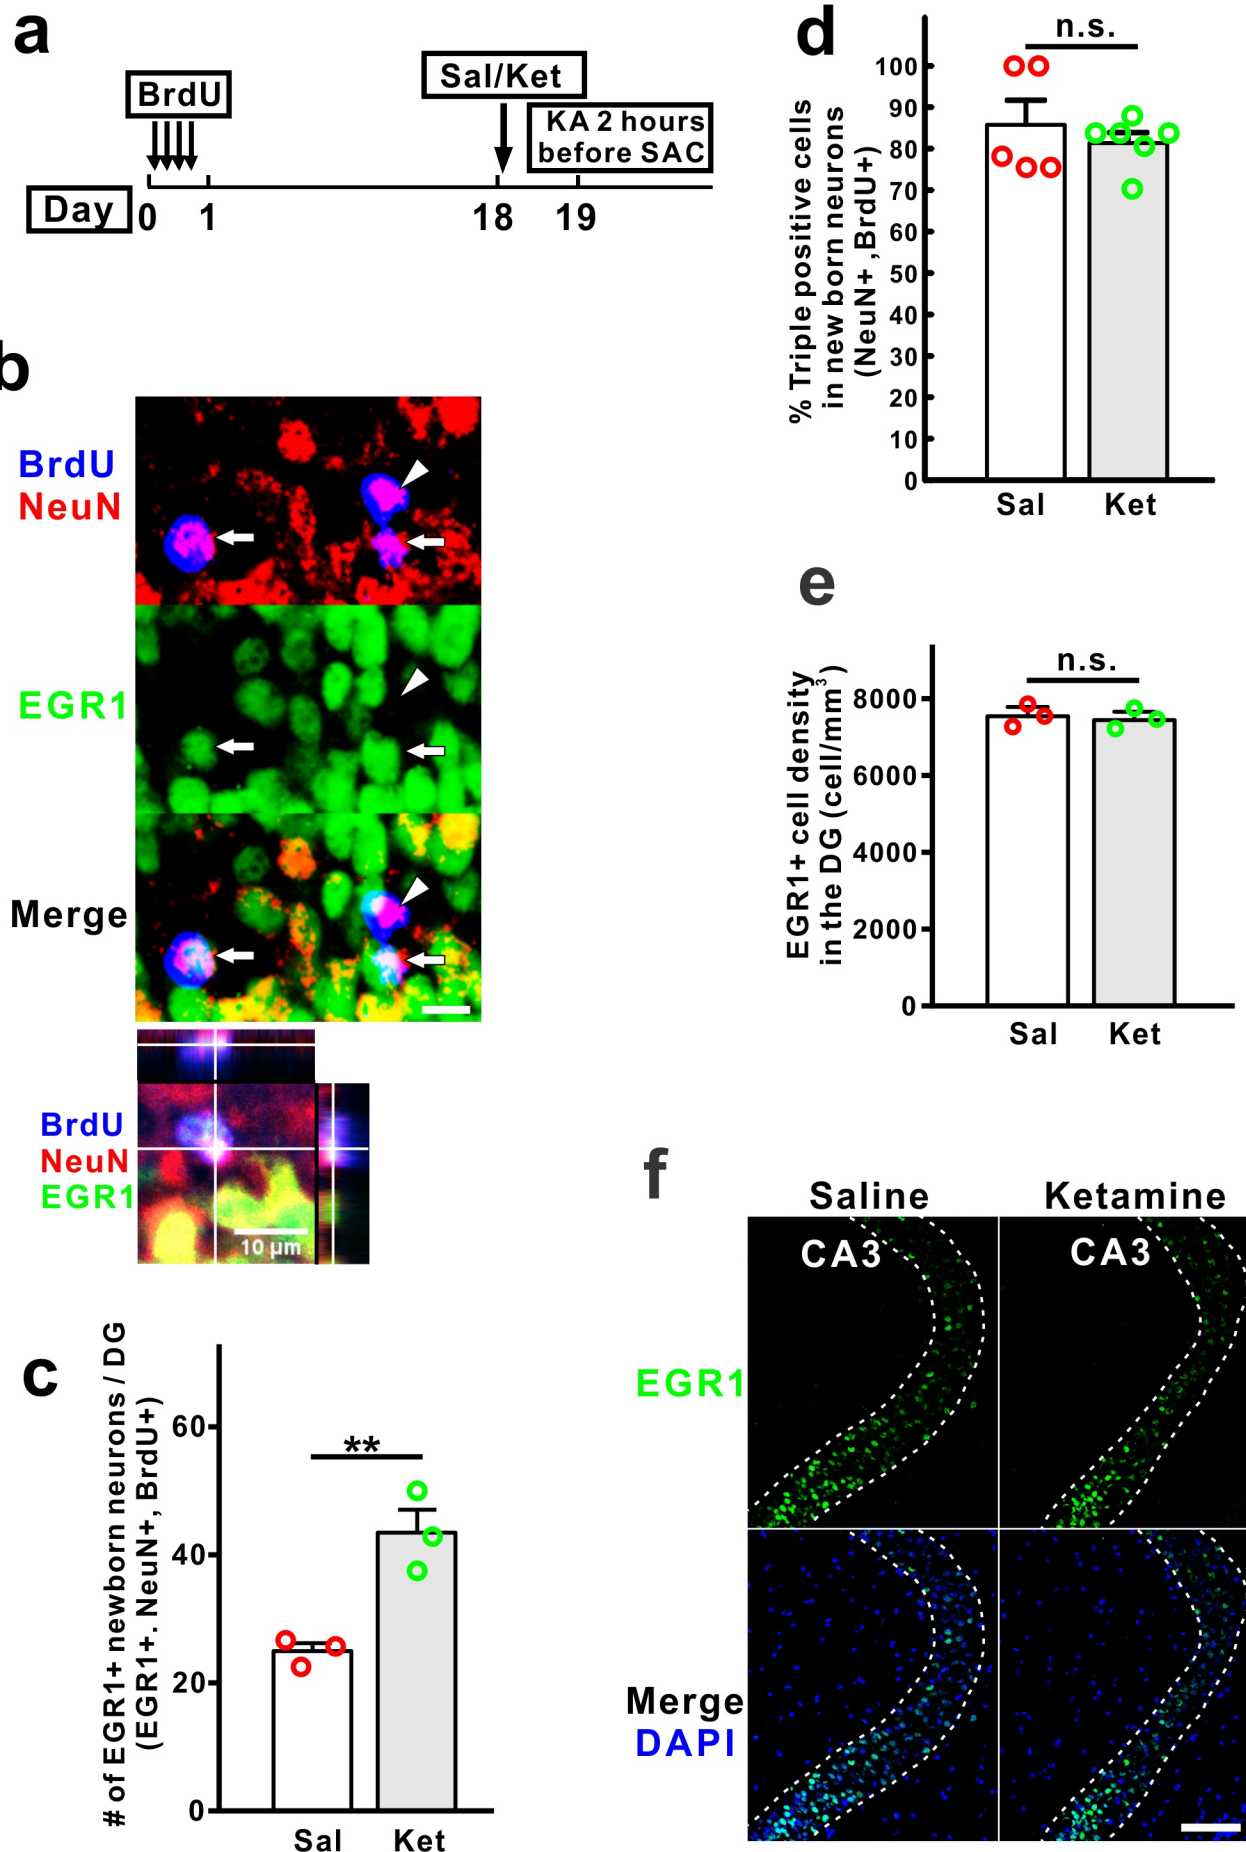 a
BrdU
Sal/Ket
KA 2 hours
before SAC
Day
0 1 18 19
b
BrdU
NeuN
EGR1
Merge
BrdU
NeuN
EGR1
10 µm
c
# of EGR1+ newborn neurons / DG
(EGR1+. NeuN+, BrdU+)
60
40
20
0
**
Sal Ket
d
% Triple positive cells
in new born neurons
(NeuN+ ,BrdU+)
100
90
80
70
60
50
40
30
20
10
0
n.s.
Sal Ket
e
EGR1+ cell density
in the DG (cell/mm³)
8000
6000
4000
2000
0
n.s.
Sal Ket
f
Saline Ketamine
CA3 CA3
EGR1
Merge
DAPI